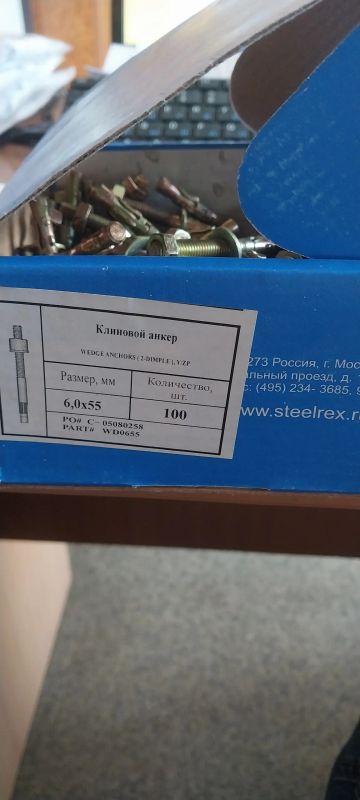 Клиновой анкер
WEDGE ANCHORS ( 2-DIMPLE ), Y/ZP
Размер, мм
Количество, шт.
6,0х55
100
PO# C- 05080258
PART# WD0655
273 Россия, г. Мос
альный проезд, д.
(495) 234- 3685,
www.steelrex.r